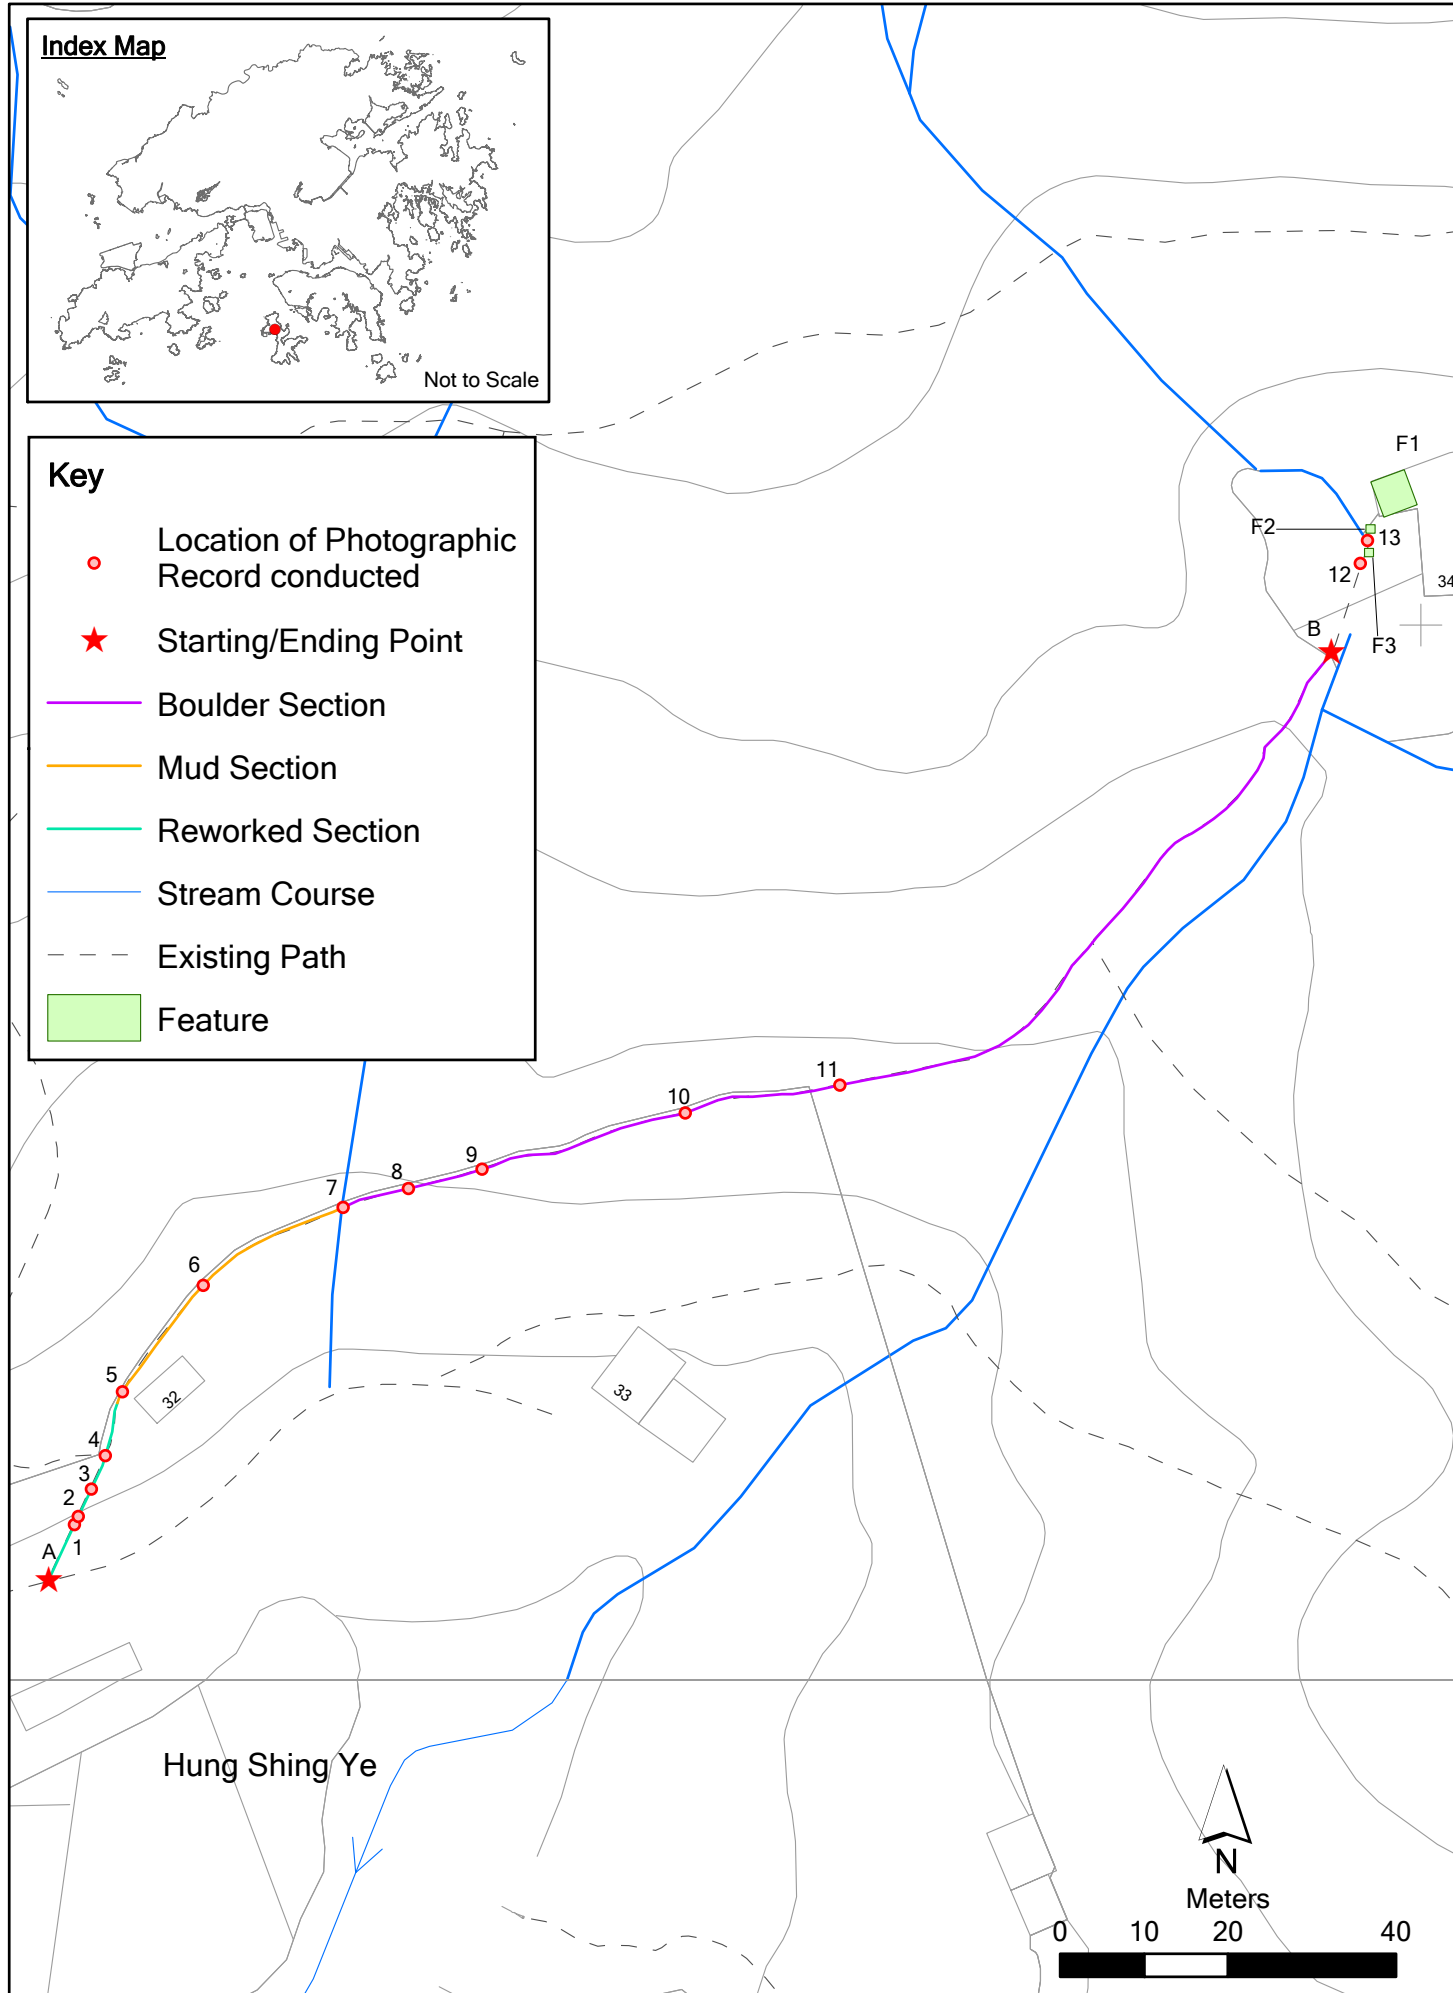 Index Map
Not to Scale
Key
Location of Photographic
Record conducted
Starting/Ending Point
Boulder Section
Mud Section
Reworked Section
Stream Course
Existing Path
Feature
F1
F2
13
12
34
B
F3
11
10
9
8
7
6
5
32
33
4
3
2
1
A
Hung Shing Ye
N
Meters
0 10 20 40